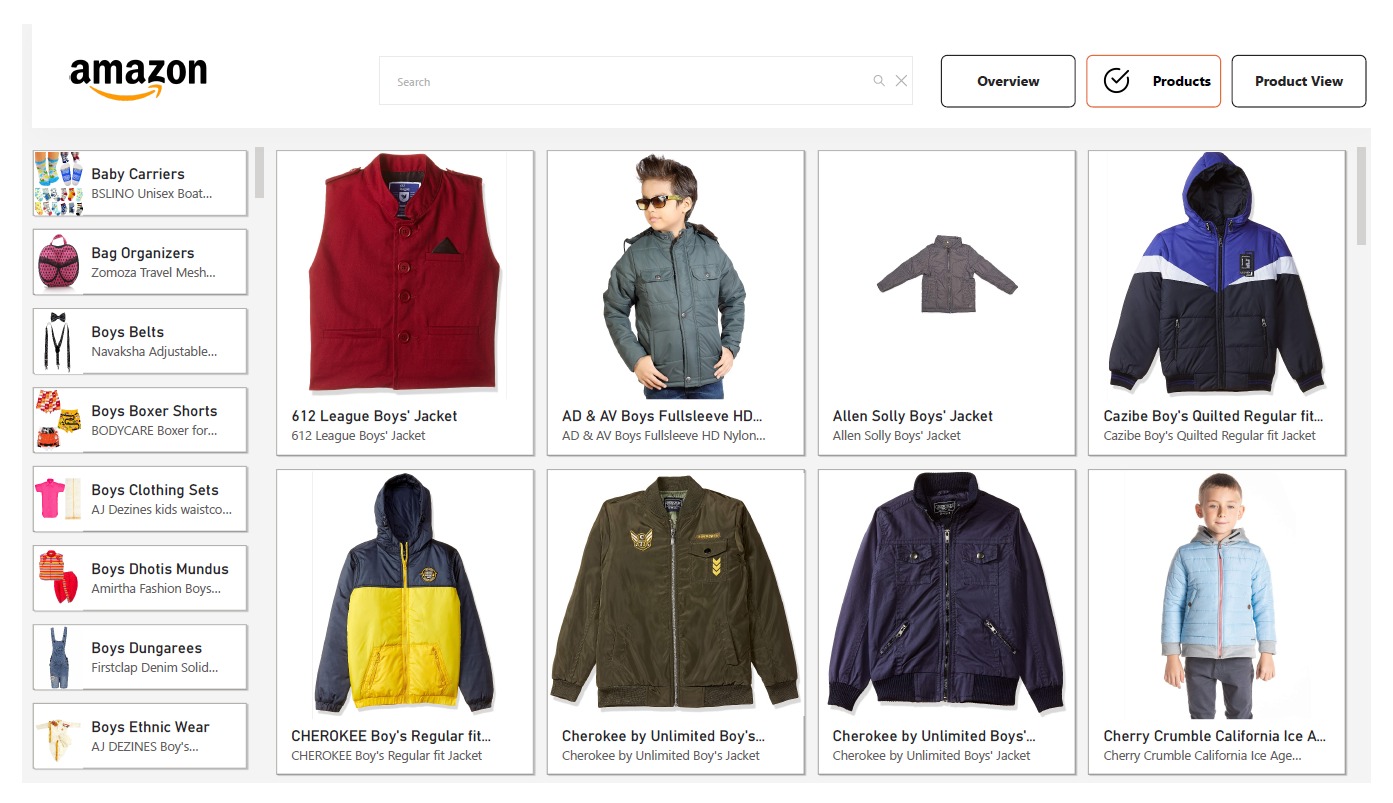 amazon
Search
Overview
Products
Product View
Baby Carriers
BSLINO Unisex Boat...
Bag Organizers
Zomoza Travel Mesh...
Boys Belts
Navaksha Adjustable...
Boys Boxer Shorts
BODYCARE Boxer for...
Boys Clothing Sets
AJ Dezines kids waistco...
Boys Dhotis Mundus
Amirtha Fashion Boys...
Boys Dungarees
Firstclap Denim Solid...
Boys Ethnic Wear
AJ DEZINES Boy's...
612 League Boys' Jacket
612 League Boys' Jacket
AD & AV Boys Fullsleeve HD...
AD & AV Boys Fullsleeve HD Nylon...
Allen Solly Boys' Jacket
Allen Solly Boys' Jacket
Cazibe Boy's Quilted Regular fit...
Cazibe Boy's Quilted Regular fit Jacket
CHEROKEE Boy's Regular fit...
CHEROKEE Boy's Regular fit Jacket
Cherokee by Unlimited Boy's...
Cherokee by Unlimited Boy's Jacket
Cherokee by Unlimited Boys'...
Cherokee by Unlimited Boys' Jacket
Cherry Crumble California Ice A...
Cherry Crumble California Ice Age...